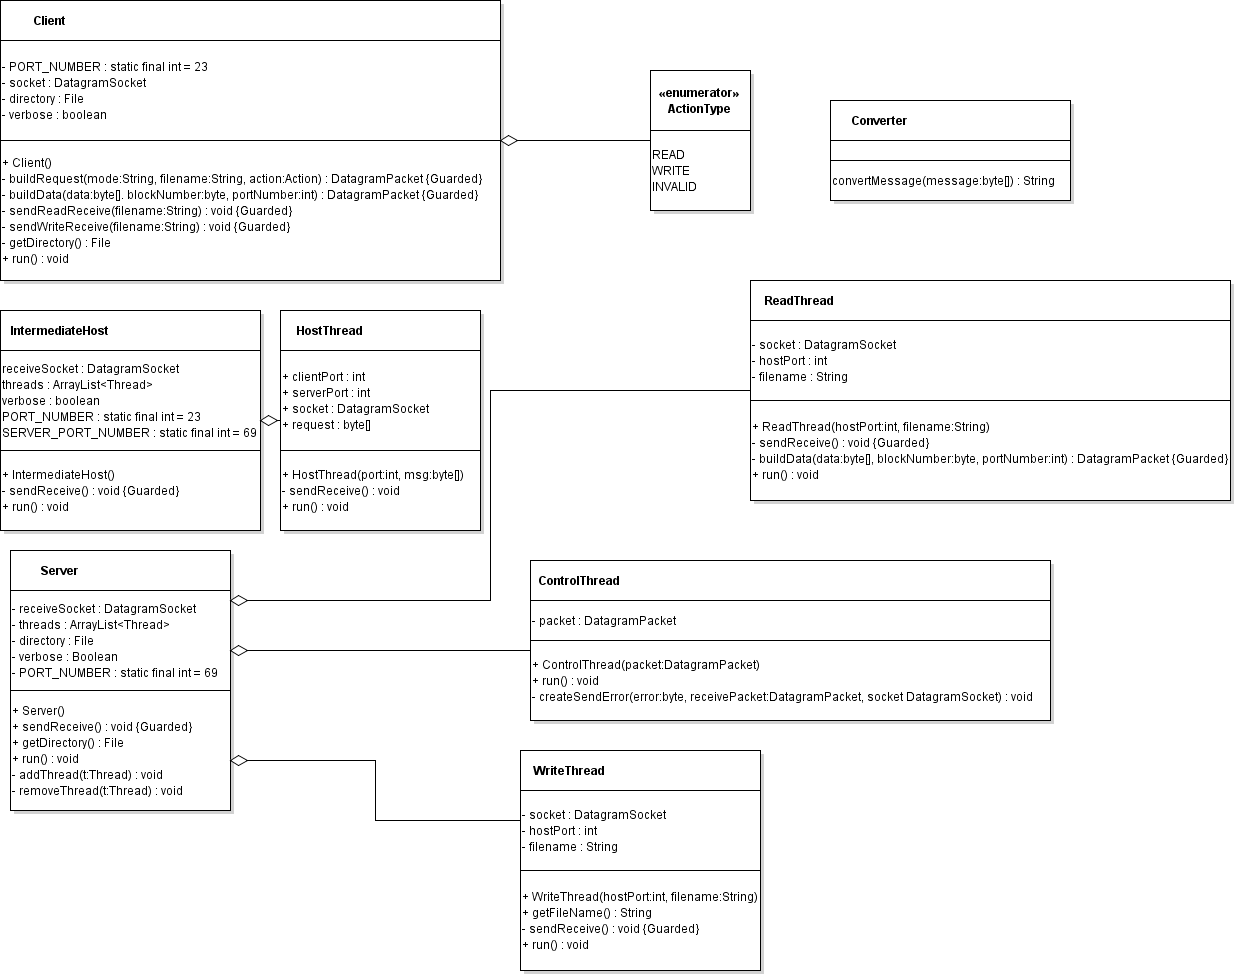 Client
- PORT_NUMBER : static final int = 23
- socket : DatagramSocket
- directory : File
- verbose : boolean
+ Client()
- buildRequest(mode:String, filename:String, action:Action) : DatagramPacket {Guarded}
- buildData(data:byte[]. blockNumber:byte, portNumber:int) : DatagramPacket {Guarded}
- sendReadReceive(filename:String) : void {Guarded}
- sendWriteReceive(filename:String) : void {Guarded}
- getDirectory() : File
+ run() : void
«enumerator»
ActionType
READ
WRITE
INVALID
Converter
convertMessage(message:byte[]) : String
IntermediateHost
receiveSocket : DatagramSocket
threads : ArrayList<Thread>
verbose : boolean
PORT_NUMBER : static final int = 23
SERVER_PORT_NUMBER : static final int = 69
+ IntermediateHost()
- sendReceive() : void {Guarded}
+ run() : void
HostThread
+ clientPort : int
+ serverPort : int
+ socket : DatagramSocket
+ request : byte[]
+ HostThread(port:int, msg:byte[])
- sendReceive() : void
+ run() : void
ReadThread
- socket : DatagramSocket
- hostPort : int
- filename : String
+ ReadThread(hostPort:int, filename:String)
- sendReceive() : void {Guarded}
- buildData(data:byte[], blockNumber:byte, portNumber:int) : DatagramPacket {Guarded}
+ run() : void
Server
- receiveSocket : DatagramSocket
- threads : ArrayList<Thread>
- directory : File
- verbose : Boolean
- PORT_NUMBER : static final int = 69
+ Server()
+ sendReceive() : void {Guarded}
+ getDirectory() : File
+ run() : void
- addThread(t:Thread) : void
- removeThread(t:Thread) : void
ControlThread
- packet : DatagramPacket
+ ControlThread(packet:DatagramPacket)
+ run() : void
- createSendError(error:byte, receivePacket:DatagramPacket, socket DatagramSocket) : void
WriteThread
- socket : DatagramSocket
- hostPort : int
- filename : String
+ WriteThread(hostPort:int, filename:String)
+ getFileName() : String
- sendReceive() : void {Guarded}
+ run() : void